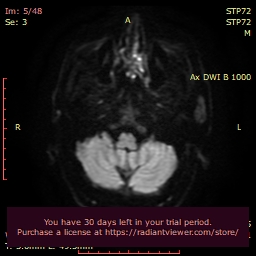 Im: 5/48
Se: 3
STP72
STP72
M
A
Ax DWI B 1000
R
L
You have 30 days left in your trial period.
Purchase a license at https://radiantviewer.com/store/